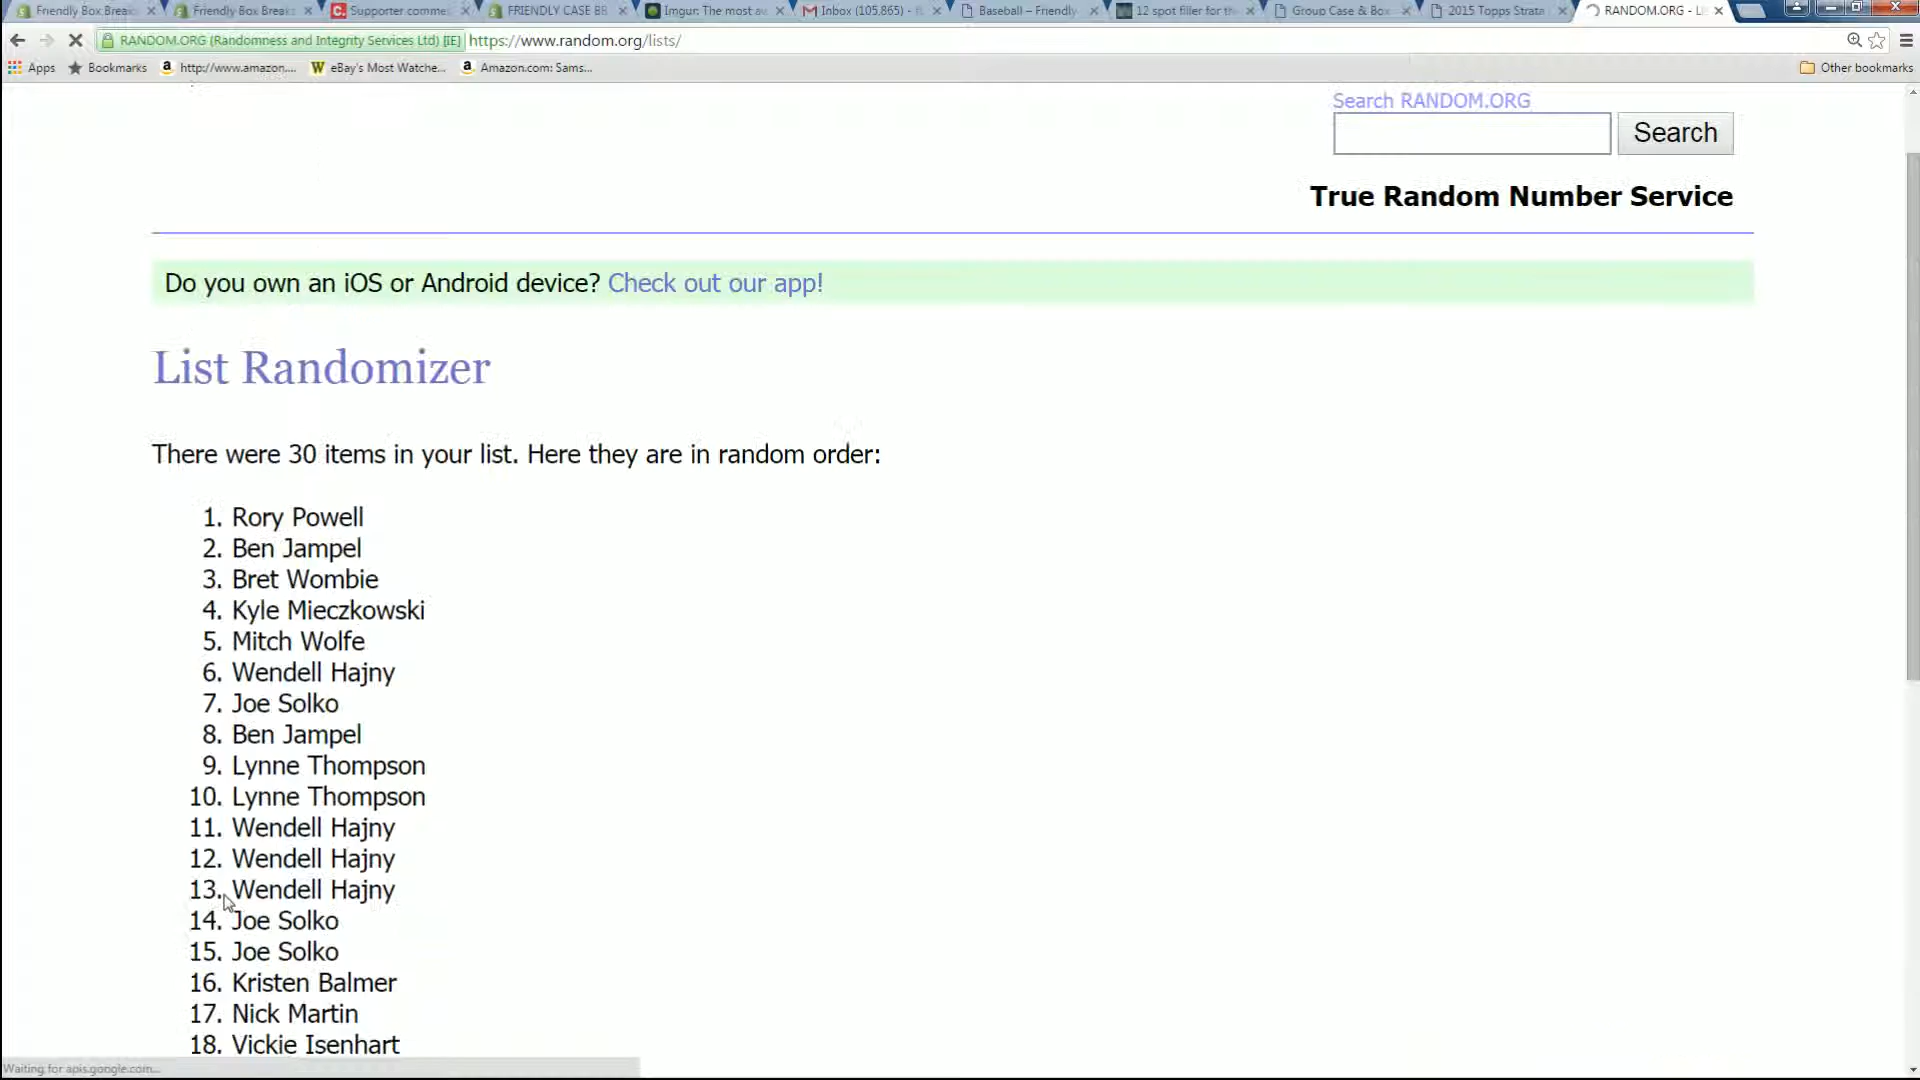 Friendly Box Break
Friendly Box Break
Supporter comme
FRIENDLY CASE BR
Imgur: The most a
Inbox (105,865) -
Baseball – Friendly
12 spot filler for th
Group Case & Box
2015 Topps Strata
RANDOM.ORG - Li
RANDOM.ORG (Randomness and Integrity Services Ltd) [IE] https://www.random.org/lists/
Apps Bookmarks http://www.amazon,... eBay's Most Watche... Amazon.com: Sams... Other bookmarks
Search RANDOM.ORG
Search
True Random Number Service
Do you own an iOS or Android device? Check out our app!
List Randomizer
There were 30 items in your list. Here they are in random order:
1. Rory Powell
2. Ben Jampel
3. Bret Wombie
4. Kyle Mieczkowski
5. Mitch Wolfe
6. Wendell Hajny
7. Joe Solko
8. Ben Jampel
9. Lynne Thompson
10. Lynne Thompson
11. Wendell Hajny
12. Wendell Hajny
13. Wendell Hajny
14. Joe Solko
15. Joe Solko
16. Kristen Balmer
17. Nick Martin
18. Vickie Isenhart
Waiting for apis.google.com...